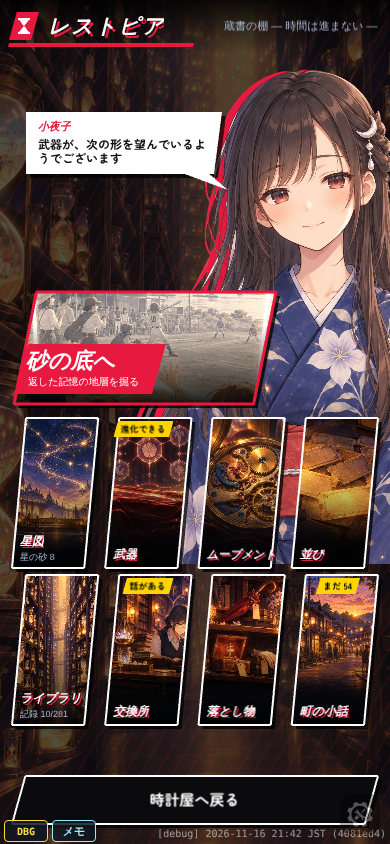 レストピア
蔵書の棚 — 時間は進まない —
小夜子
武器が、次の形を望んでいるよ
うでございます
砂の底へ
返した記憶の地層を掘る
進化できる
星図
星の砂 8
武器
ムーブメント
並び
話がある
まだ 54
ライブラリ
記録 10/281
交換所
落とし物
町の小話
時計屋へ戻る
DBG
メモ
[debug] 2026-11-16 21:42 JST (4081ed4)